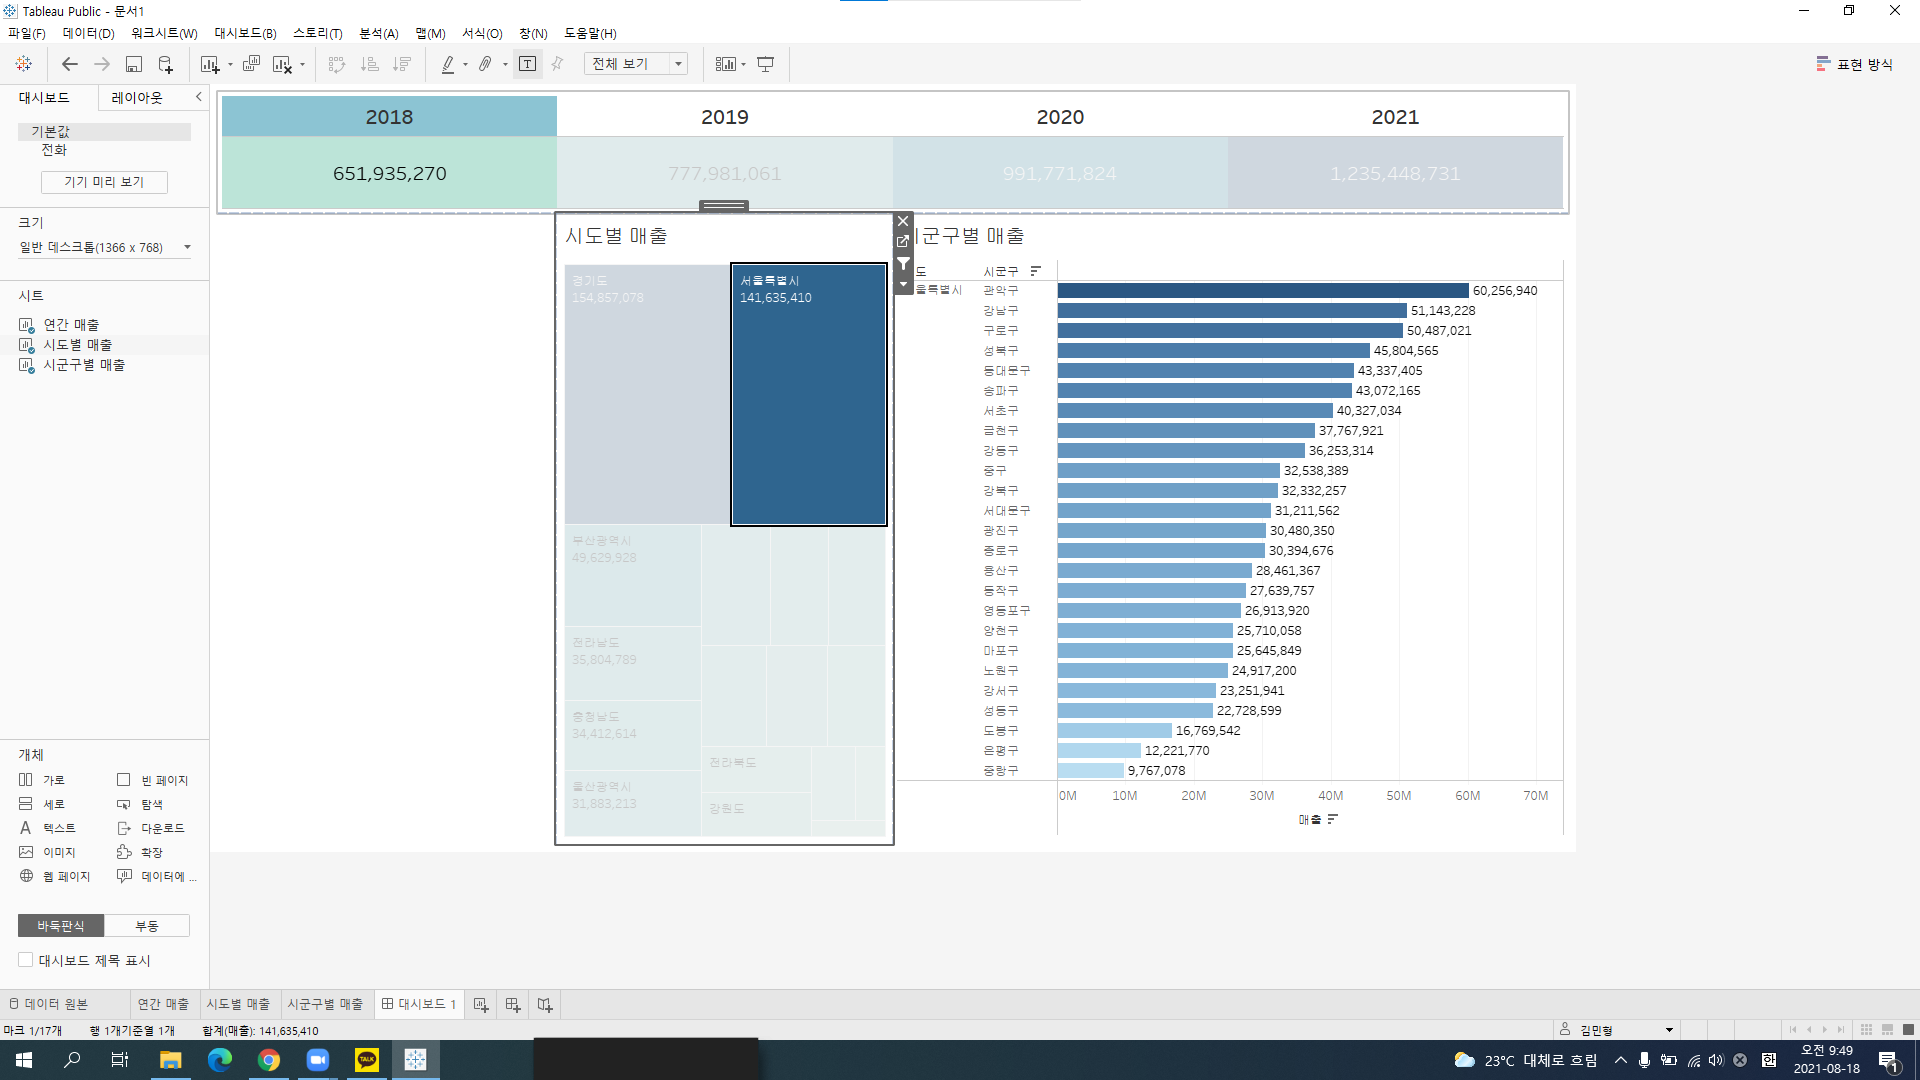 Tableau Public - 문서1
파일(F) 데이터(D) 워크시트(W) 대시보드(B) 스토리(T) 분석(A) 맵(M) 서식(O) 창(N) 도움말(H)
전체 보기
표현 방식
대시보드 레이아웃
기본값
전화
기기 미리 보기
크기
일반 데스크톱(1366 x 768)
시트
연간 매출
시도별 매출
시군구별 매출
개체
가로 빈 페이지
세로 탐색
텍스트 다운로드
이미지 확장
웹 페이지 데이터에 ...
바둑판식 부동
대시보드 제목 표시
2018 2019 2020 2021
651,935,270 777,981,061 991,771,824 1,235,448,731
시도별 매출
경기도
154,857,078
서울특별시
141,635,410
부산광역시
49,629,928
전라남도
35,804,789
충청남도
34,412,614
울산광역시
31,883,213
전라북도
강원도
군구별 매출
도 시군구
울특별시 관악구 60,256,940
강남구 51,143,228
구로구 50,487,021
성북구 45,804,565
동대문구 43,337,405
송파구 43,072,165
서초구 40,327,034
금천구 37,767,921
강동구 36,253,314
중구 32,538,389
강북구 32,332,257
서대문구 31,211,562
광진구 30,480,350
종로구 30,394,676
용산구 28,461,367
동작구 27,639,757
영등포구 26,913,920
양천구 25,710,058
마포구 25,645,849
노원구 24,917,200
강서구 23,251,941
성동구 22,728,599
도봉구 16,769,542
은평구 12,221,770
중랑구 9,767,078
0M 10M 20M 30M 40M 50M 60M 70M
매출
데이터 원본 연간 매출 시도별 매출 시군구별 매출 대시보드 1
마크 1/17개 행 1개기준열 1개 합계(매출): 141,635,410
김민형
TALK
23°C 대체로 흐림
한
오전 9:49
2021-08-18
1